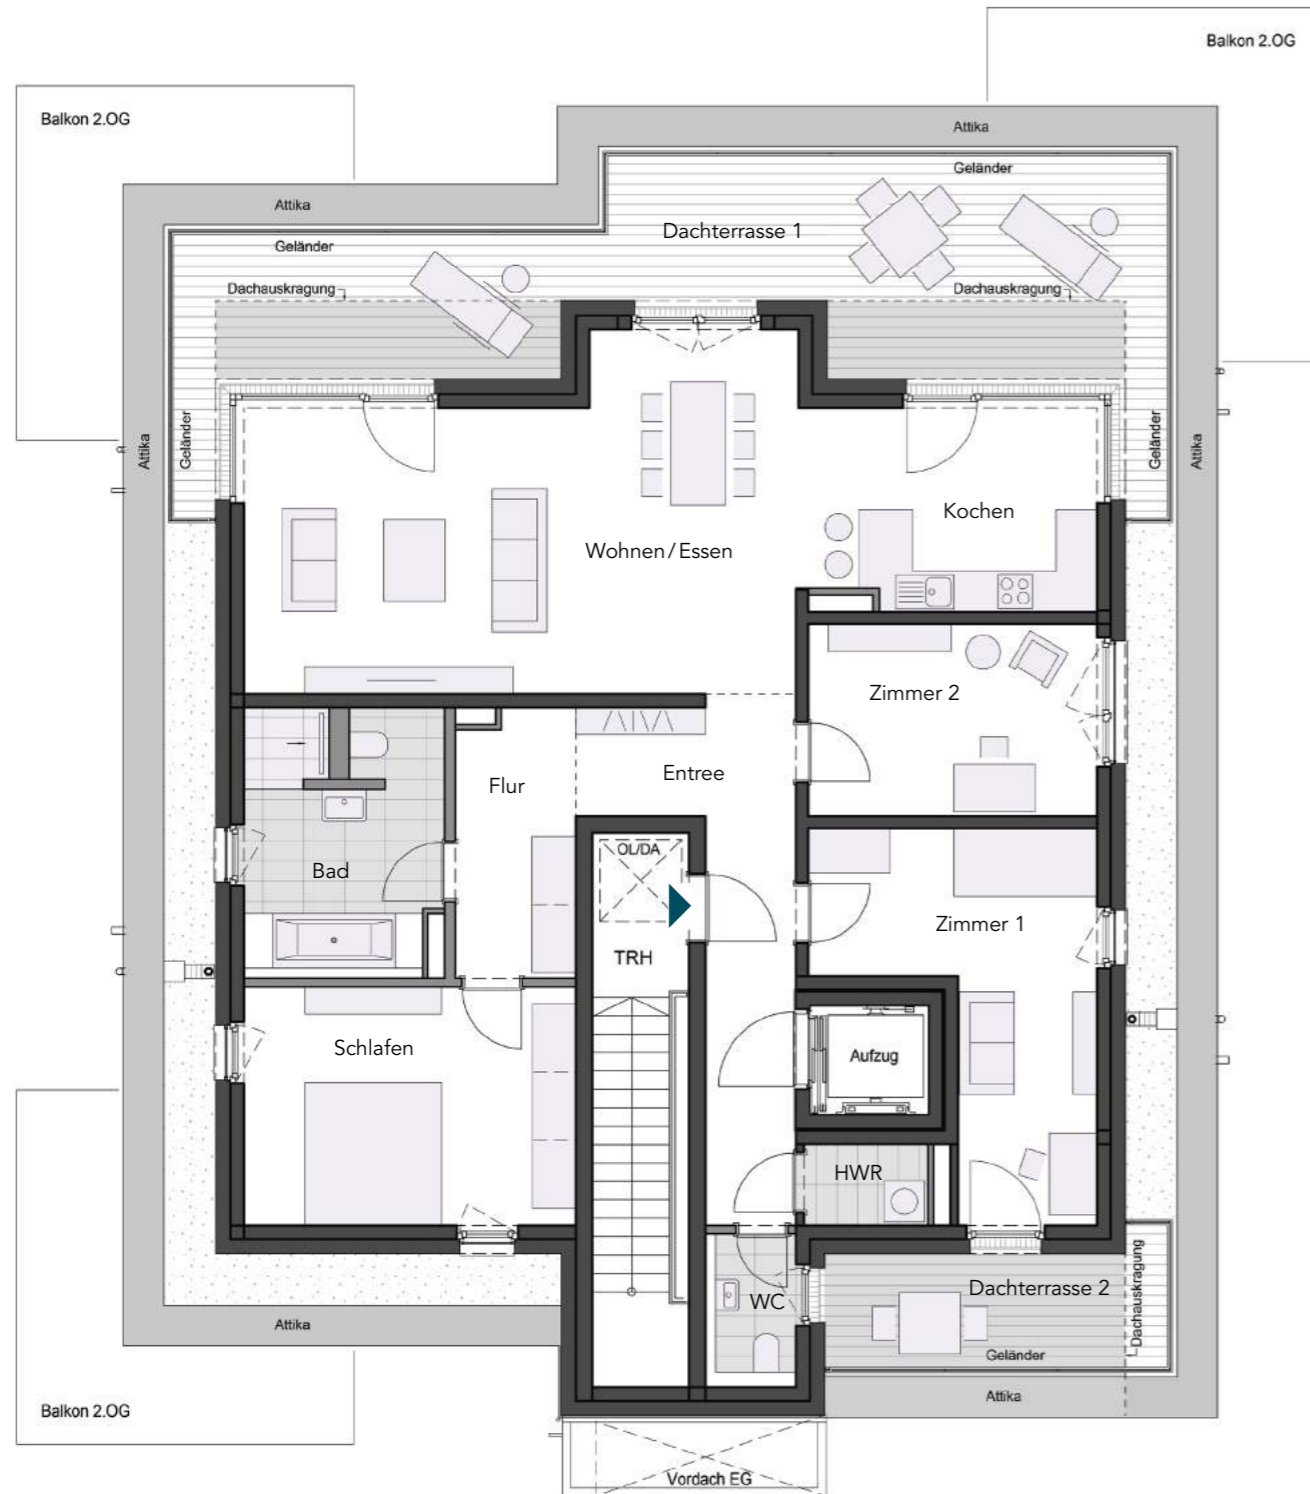 Balkon 2.OG
Balkon 2.OG
Attika
Geländer
Attika
Dachterrasse 1
Geländer
Dachauskragung
Dachauskragung
Attika
Geländer
Geländer
Attika
Kochen
Wohnen / Essen
Zimmer 2
Entree
Flur
OL/DA
Bad
Zimmer 1
TRH
Schlafen
Aufzug
HWR
Dachterrasse 2
Dachauskragung
WC
Attika
Geländer
Attika
Balkon 2.OG
Vordach EG